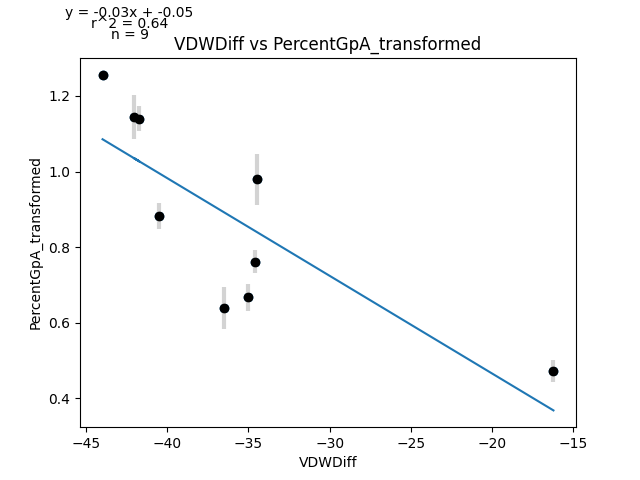 y = -0.03x + -0.05
r^2 = 0.64
n = 9
VDWDiff vs PercentGpA_transformed
PercentGpA_transformed
1.2
1.0
0.8
0.6
0.4
−45 −40 −35 −30 −25 −20 −15
VDWDiff